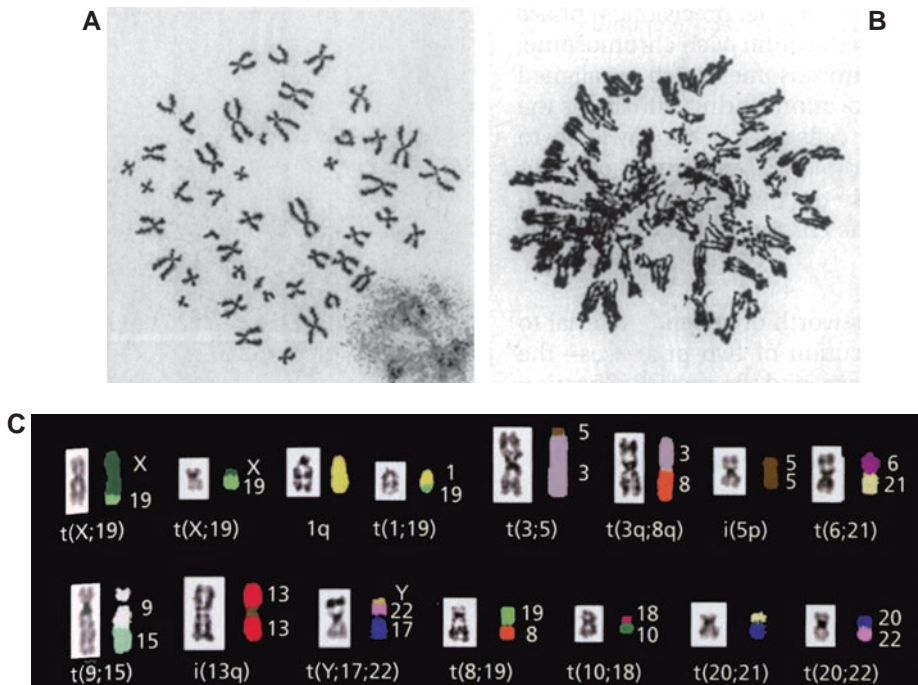 A
B
C
X
19
t(X;19)
X
19
t(X;19)
1q
1
19
t(1;19)
5
3
t(3;5)
3
8
t(3q;8q)
5
5
i(5p)
6
21
t(6;21)
9
15
t(9;15)
13
13
i(13q)
Y
22
17
t(Y;17;22)
19
8
t(8;19)
18
10
t(10;18)
t(20;21)
20
22
t(20;22)